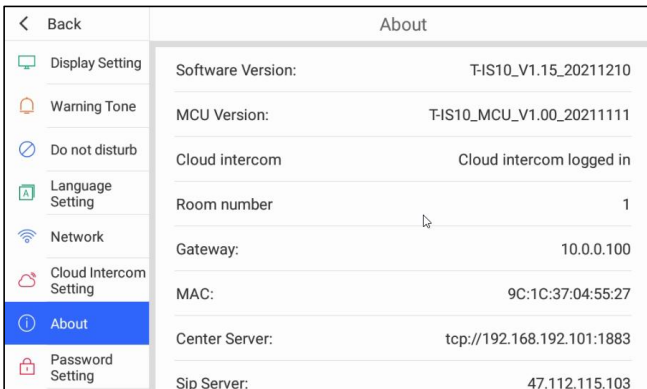 Back
About
Display Setting
Warning Tone
Do not disturb
Language
Setting
Network
Cloud Intercom
Setting
About
Password
Setting
Software Version: T-IS10_V1.15_20211210
MCU Version: T-IS10_MCU_V1.00_20211111
Cloud intercom Cloud intercom logged in
Room number 1
Gateway: 10.0.0.100
MAC: 9C:1C:37:04:55:27
Center Server: tcp://192.168.192.101:1883
Sip Server: 47.112.115.103